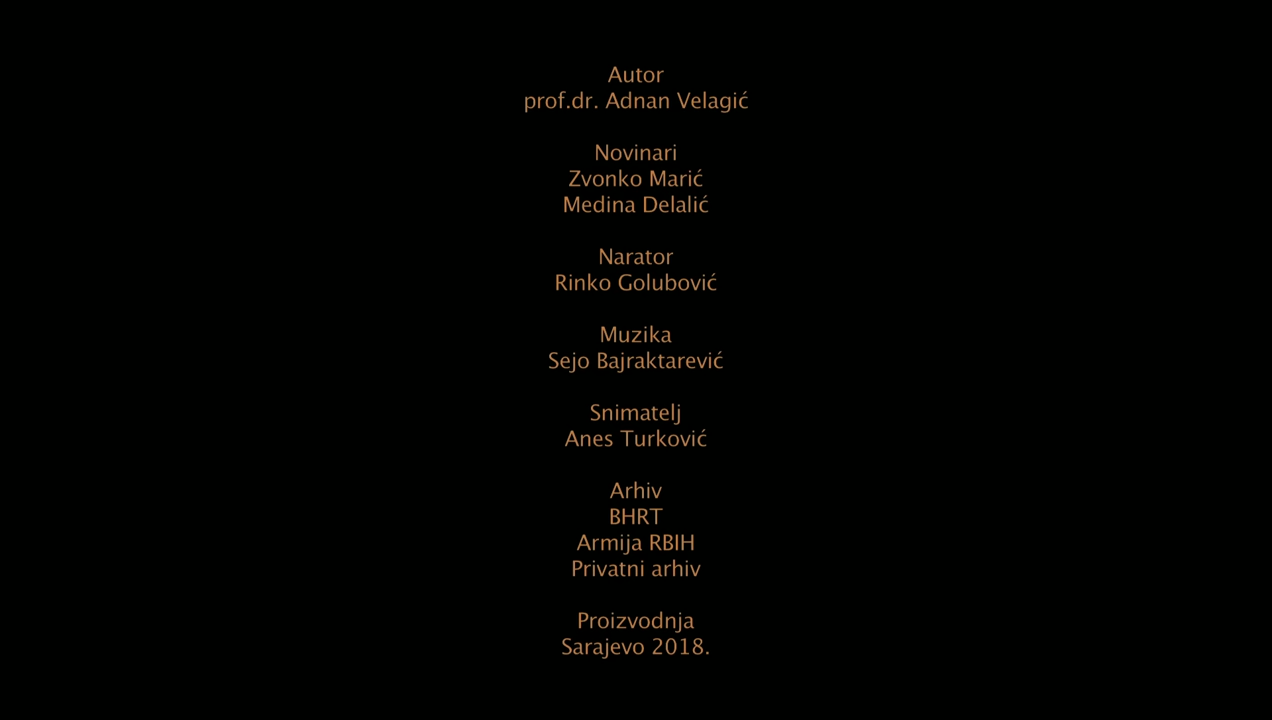 Autor
prof.dr. Adnan Velagić
Novinari
Zvonko Marić
Medina Delalić
Narator
Rinko Golubović
Muzika
Sejo Bajraktarević
Snimatelj
Anes Turković
Arhiv
BHRT
Armija RBIH
Privatni arhiv
Proizvodnja
Sarajevo 2018.